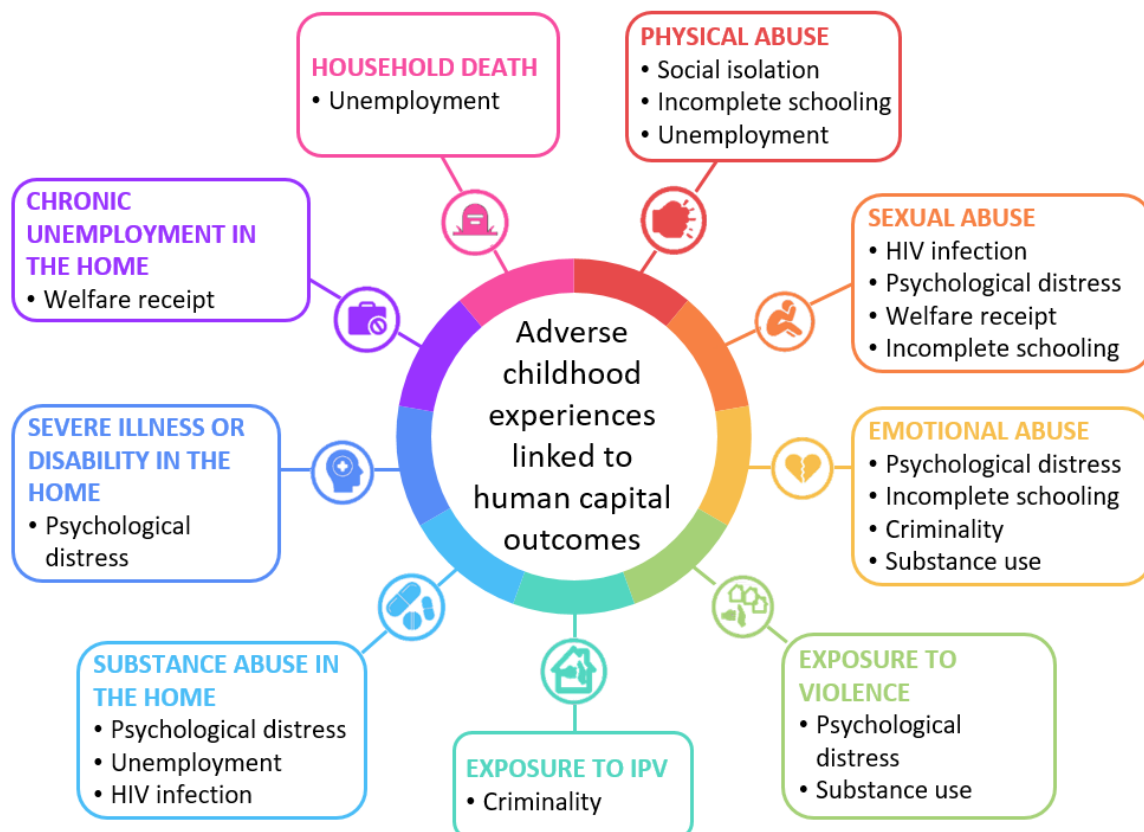 Adverse
childhood
experiences
linked to
human capital
outcomes
PHYSICAL ABUSE
• Social isolation
• Incomplete schooling
• Unemployment
SEXUAL ABUSE
• HIV infection
• Psychological distress
• Welfare receipt
• Incomplete schooling
EMOTIONAL ABUSE
• Psychological distress
• Incomplete schooling
• Criminality
• Substance use
EXPOSURE TO
VIOLENCE
• Psychological
distress
• Substance use
EXPOSURE TO IPV
• Criminality
SUBSTANCE ABUSE IN
THE HOME
• Psychological distress
• Unemployment
• HIV infection
SEVERE ILLNESS OR
DISABILITY IN THE
HOME
• Psychological
distress
CHRONIC
UNEMPLOYMENT IN
THE HOME
• Welfare receipt
HOUSEHOLD DEATH
• Unemployment